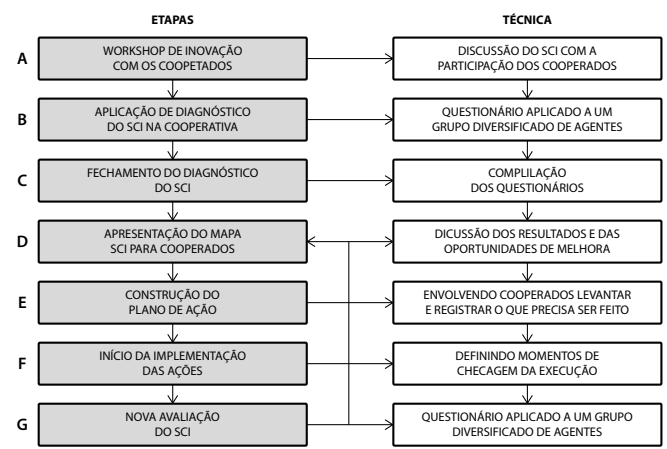 ETAPAS
TÉCNICA
A
WORKSHOP DE INOVAÇÃO
COM OS COOPETADOS
DISCUSSÃO DO SCI COM A
PARTICIPAÇÃO DOS COOPERADOS
B
APLICAÇÃO DE DIAGNÓSTICO
DO SCI NA COOPERATIVA
QUESTIONÁRIO APLICADO A UM
GRUPO DIVERSIFICADO DE AGENTES
C
FECHAMENTO DO DIAGNÓSTICO
DO SCI
COMPLILAÇÃO
DOS QUESTIONÁRIOS
D
APRESENTAÇÃO DO MAPA
SCI PARA COOPERADOS
DICUSSÃO DOS RESULTADOS E DAS
OPORTUNIDADES DE MELHORA
E
CONSTRUÇÃO DO
PLANO DE AÇÃO
ENVOLVENDO COOPERADOS LEVANTAR
E REGISTRAR O QUE PRECISA SER FEITO
F
INÍCIO DA IMPLEMENTAÇÃO
DAS AÇÕES
DEFININDO MOMENTOS DE
CHECAGEM DA EXECUÇÃO
G
NOVA AVALIAÇÃO
DO SCI
QUESTIONÁRIO APLICADO A UM GRUPO
DIVERSIFICADO DE AGENTES